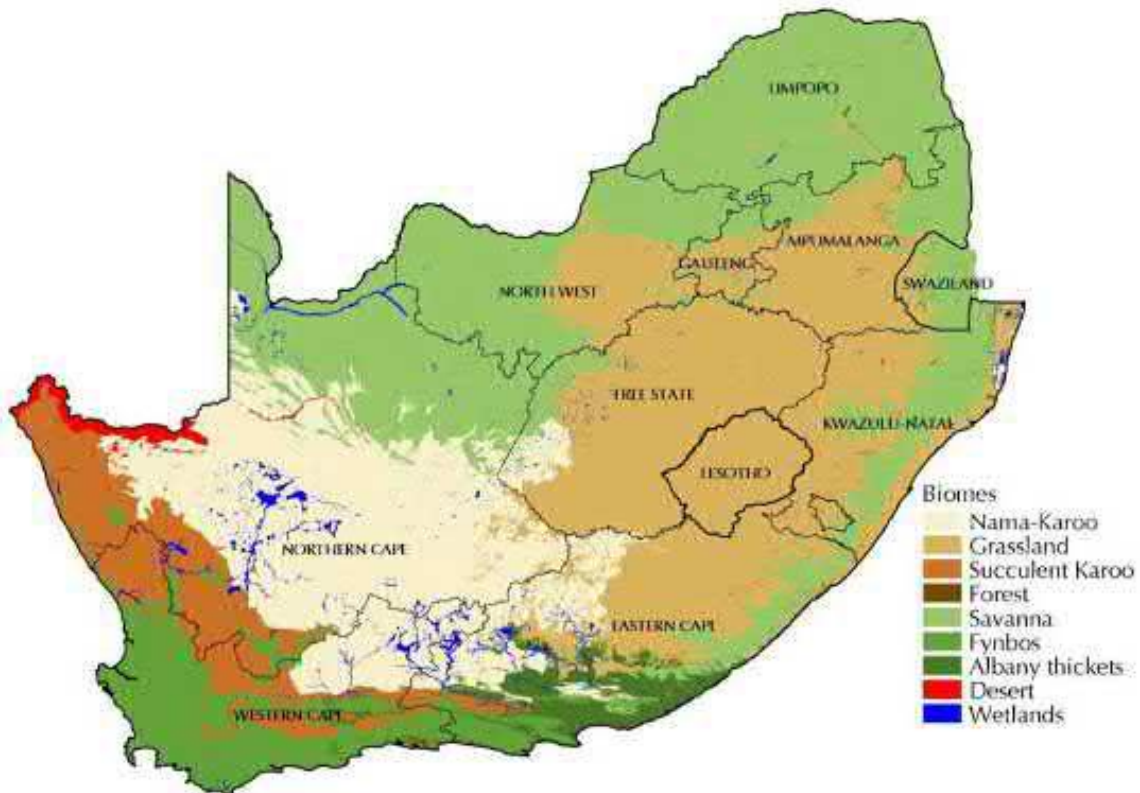 LIMPOPO
MPUMALANGA
GAUTENG
NORTH WEST
SWAZILAND
FREE STATE
KWAZULU-NATAL
LESOTHO
Biomes
Nama-Karoo
Grassland
Succulent Karoo
Forest
Savanna
Fynbos
Albany thickets
Desert
Wetlands
NORTHERN CAPE
EASTERN CAPE
WESTERN CAPE